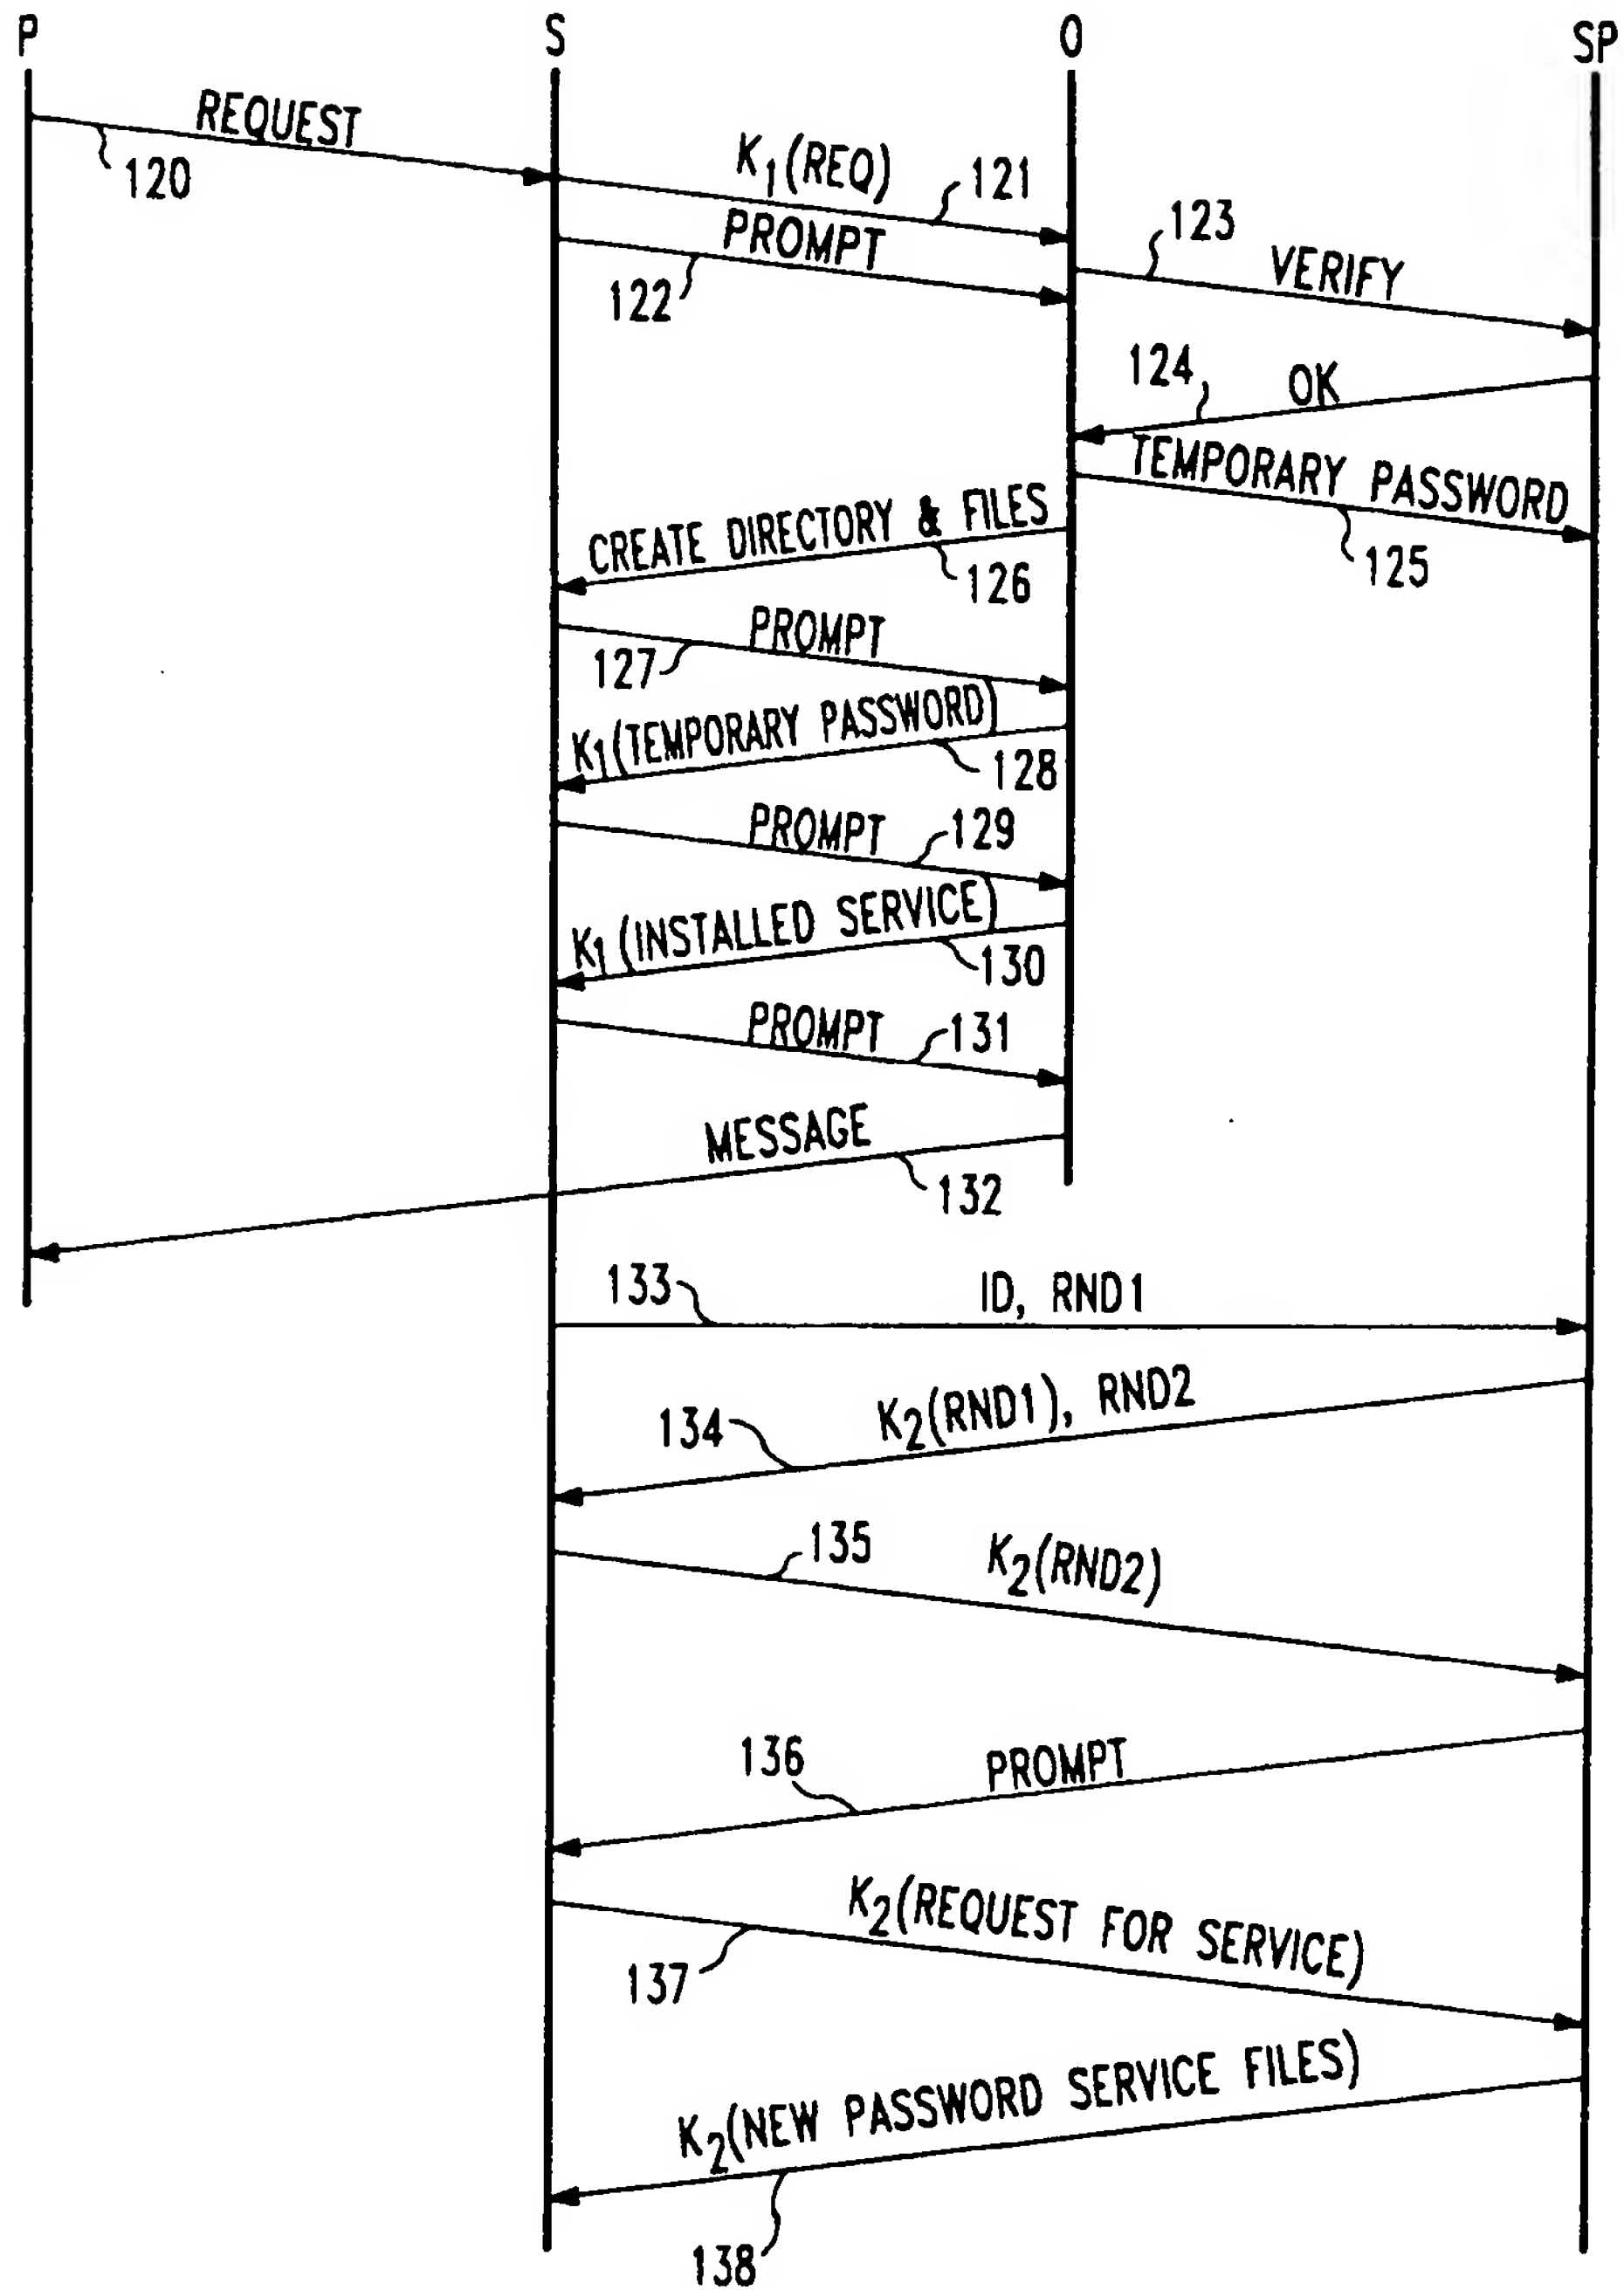 P S O SP
REQUEST
120
K1(REQ)
121
PROMPT
122
123
VERIFY
124
OK
TEMPORARY PASSWORD
125
CREATE DIRECTORY & FILES
126
PROMPT
127
K1(TEMPORARY PASSWORD)
128
PROMPT
129
K1(INSTALLED SERVICE)
130
PROMPT
131
MESSAGE
132
133
ID, RND1
134
K2(RND1), RND2
135
K2(RND2)
136
PROMPT
K2(REQUEST FOR SERVICE)
137
K2(NEW PASSWORD SERVICE FILES)
138